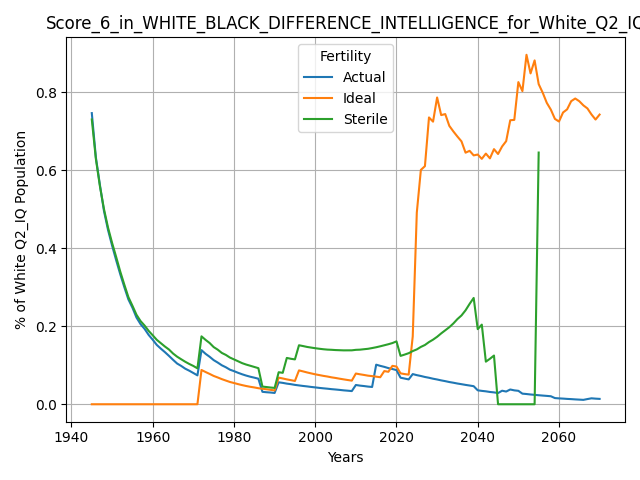 Score_6_in_WHITE_BLACK_DIFFERENCE_INTELLIGENCE_for_White_Q2_IQ
Fertility
Actual
Ideal
Sterile
% of White Q2_IQ Population
0.8
0.6
0.4
0.2
0.0
1940 1960 1980 2000 2020 2040 2060
Years